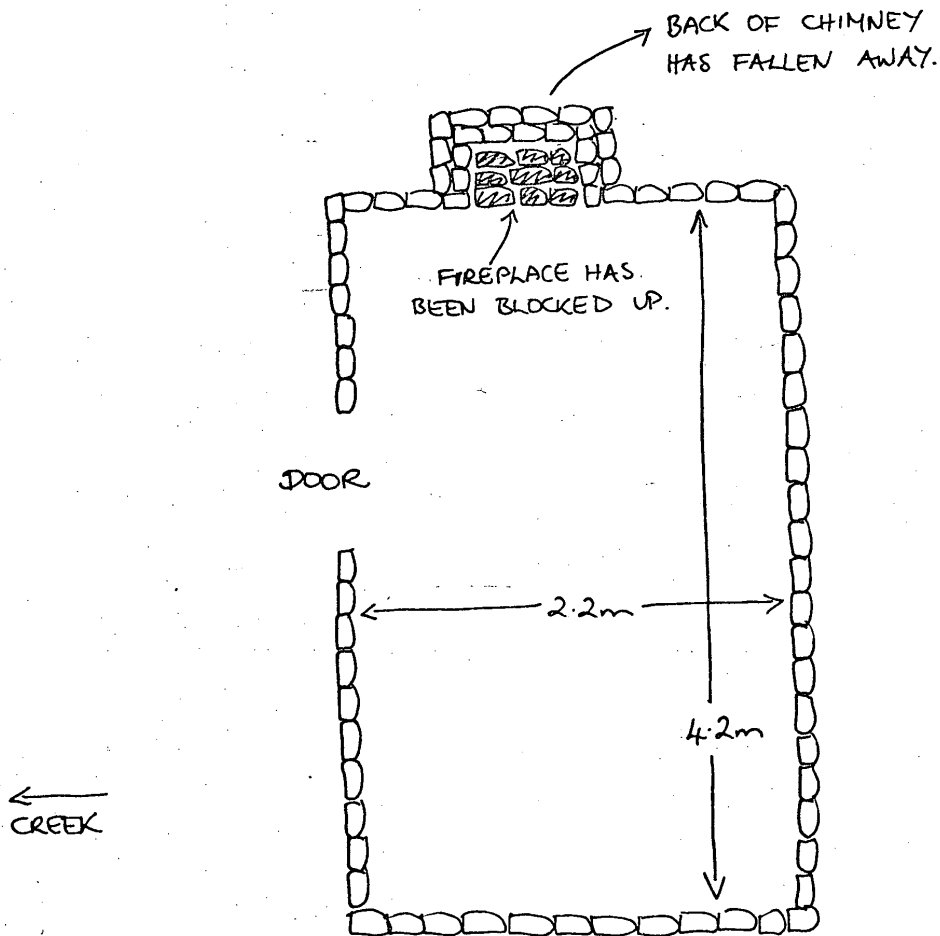 BACK OF CHIMNEY
HAS FALLEN AWAY.
FIREPLACE HAS
BEEN BLOCKED UP.
DOOR
2.2m
4.2m
CREEK